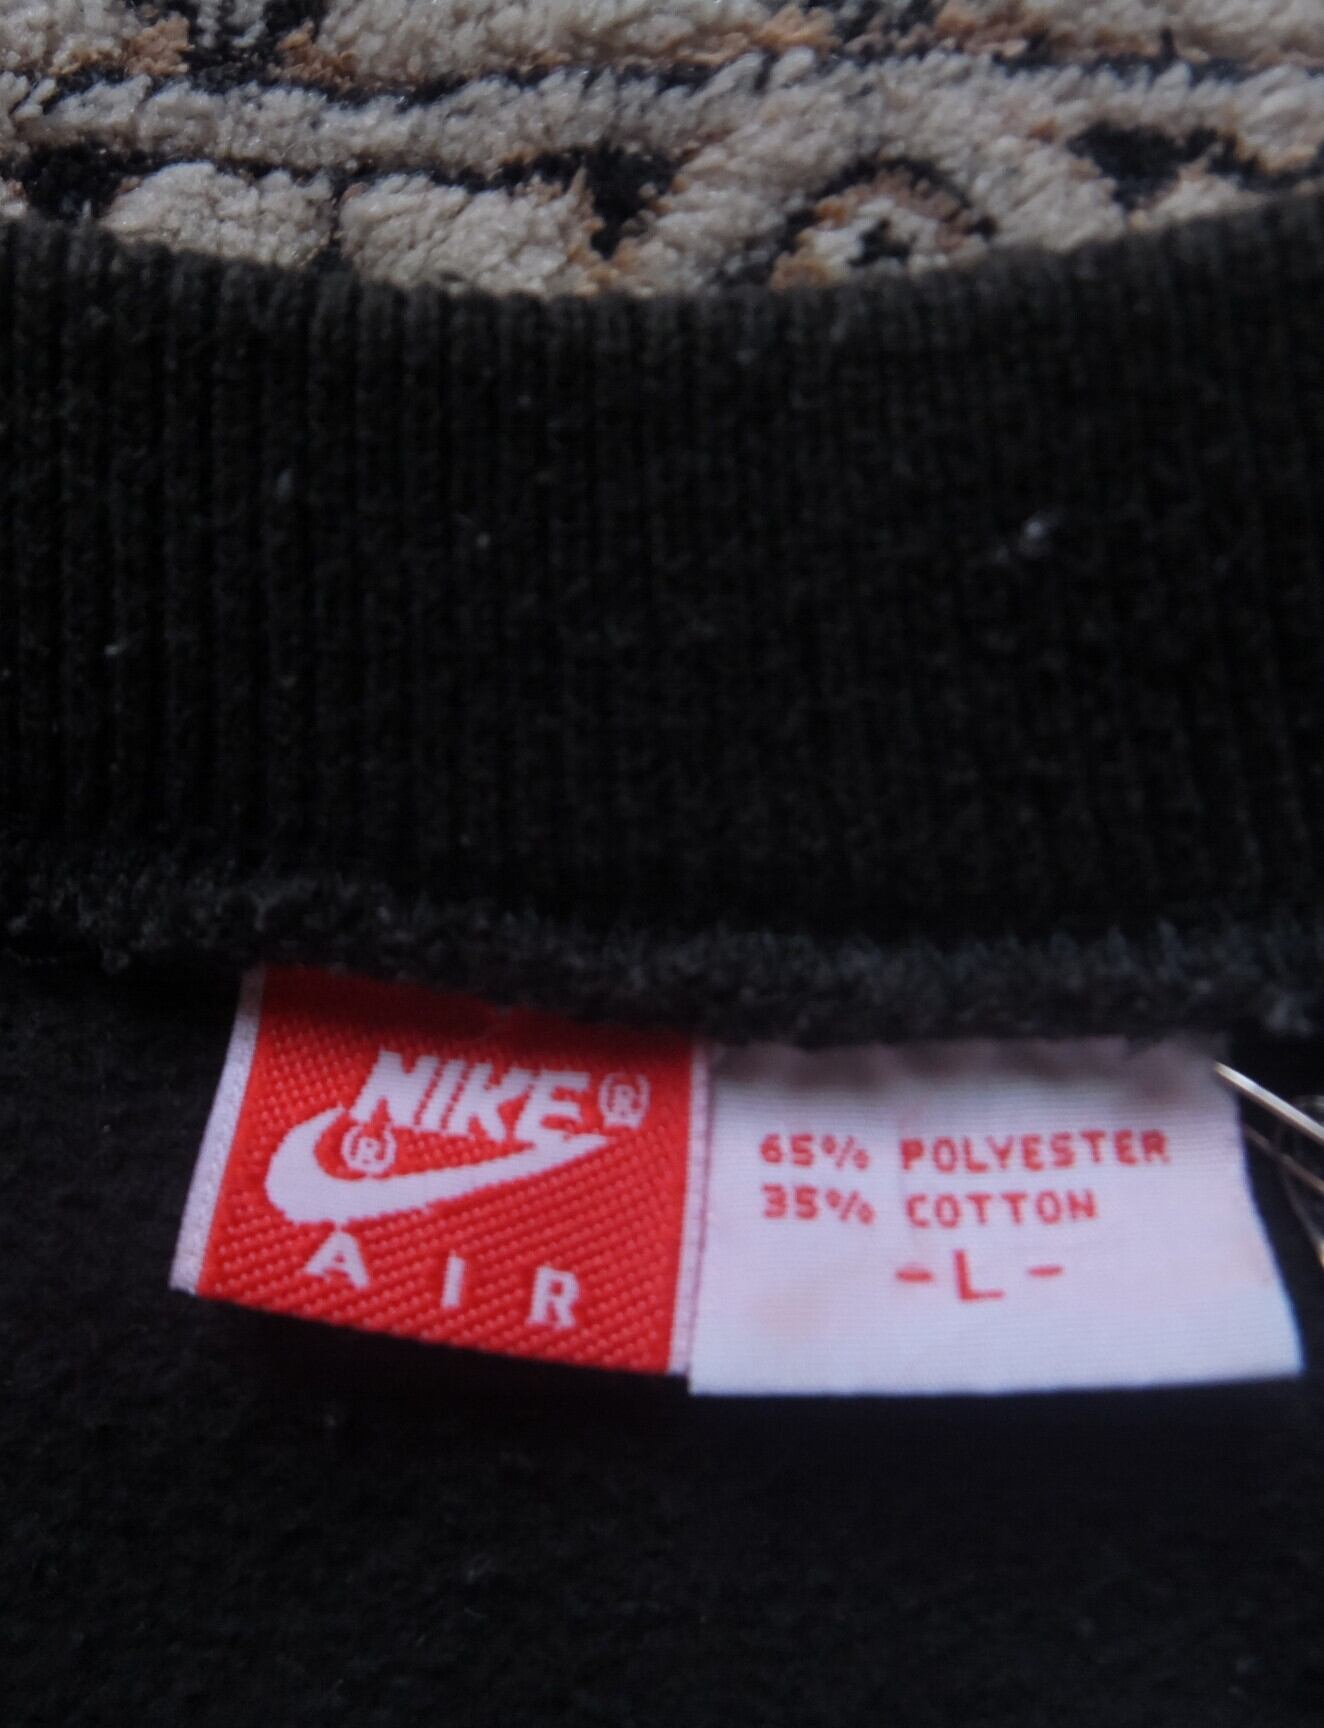 NIKE®
®
AIR
65% POLYESTER
35% COTTON
-L-